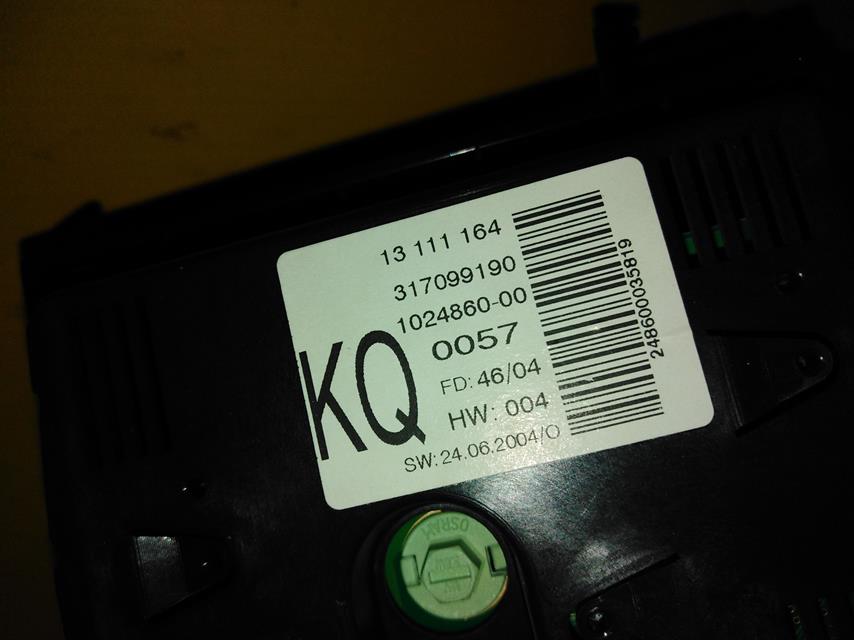 13 111 164
317099190
1024860-00
0057
KQ
FD: 46/04
HW: 004
SW: 24.06.2004/O
248600035819
OSRAM